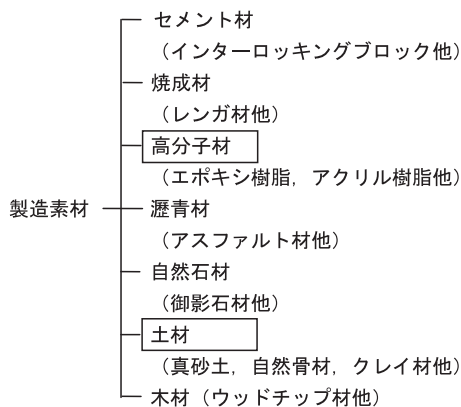 セメント材
（インターロッキングブロック他）
焼成材
（レンガ材他）
高分子材
（エポキシ樹脂，アクリル樹脂他）
製造素材
瀝青材
（アスファルト材他）
自然石材
（御影石材他）
土材
（真砂土，自然骨材，クレイ材他）
木材（ウッドチップ材他）